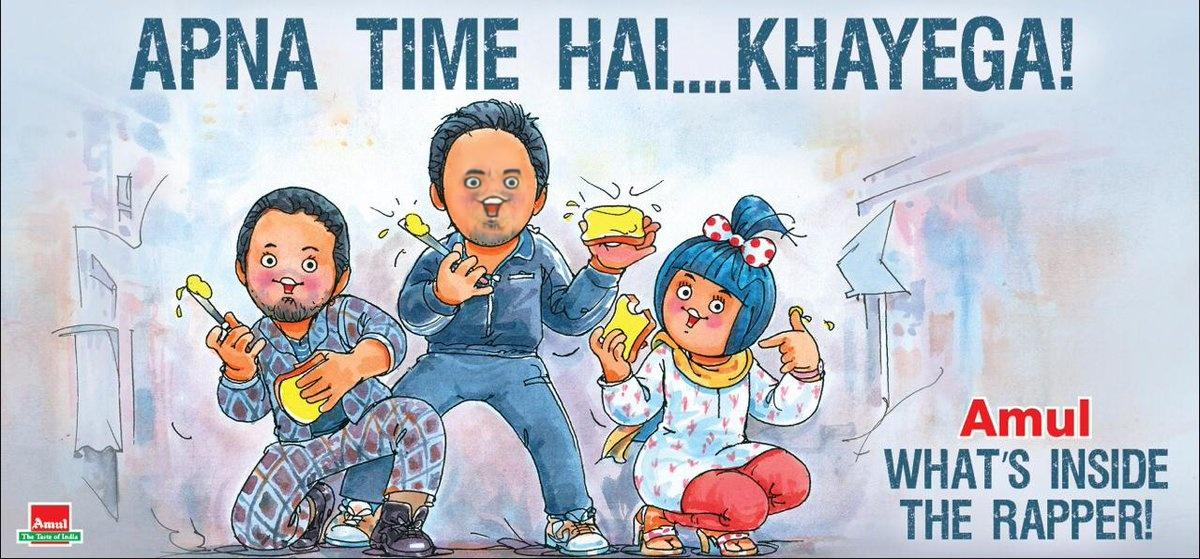 APNA TIME HAI....KHAYEGA!
Amul
WHAT'S INSIDE
THE RAPPER!
Amul
The Taste of India